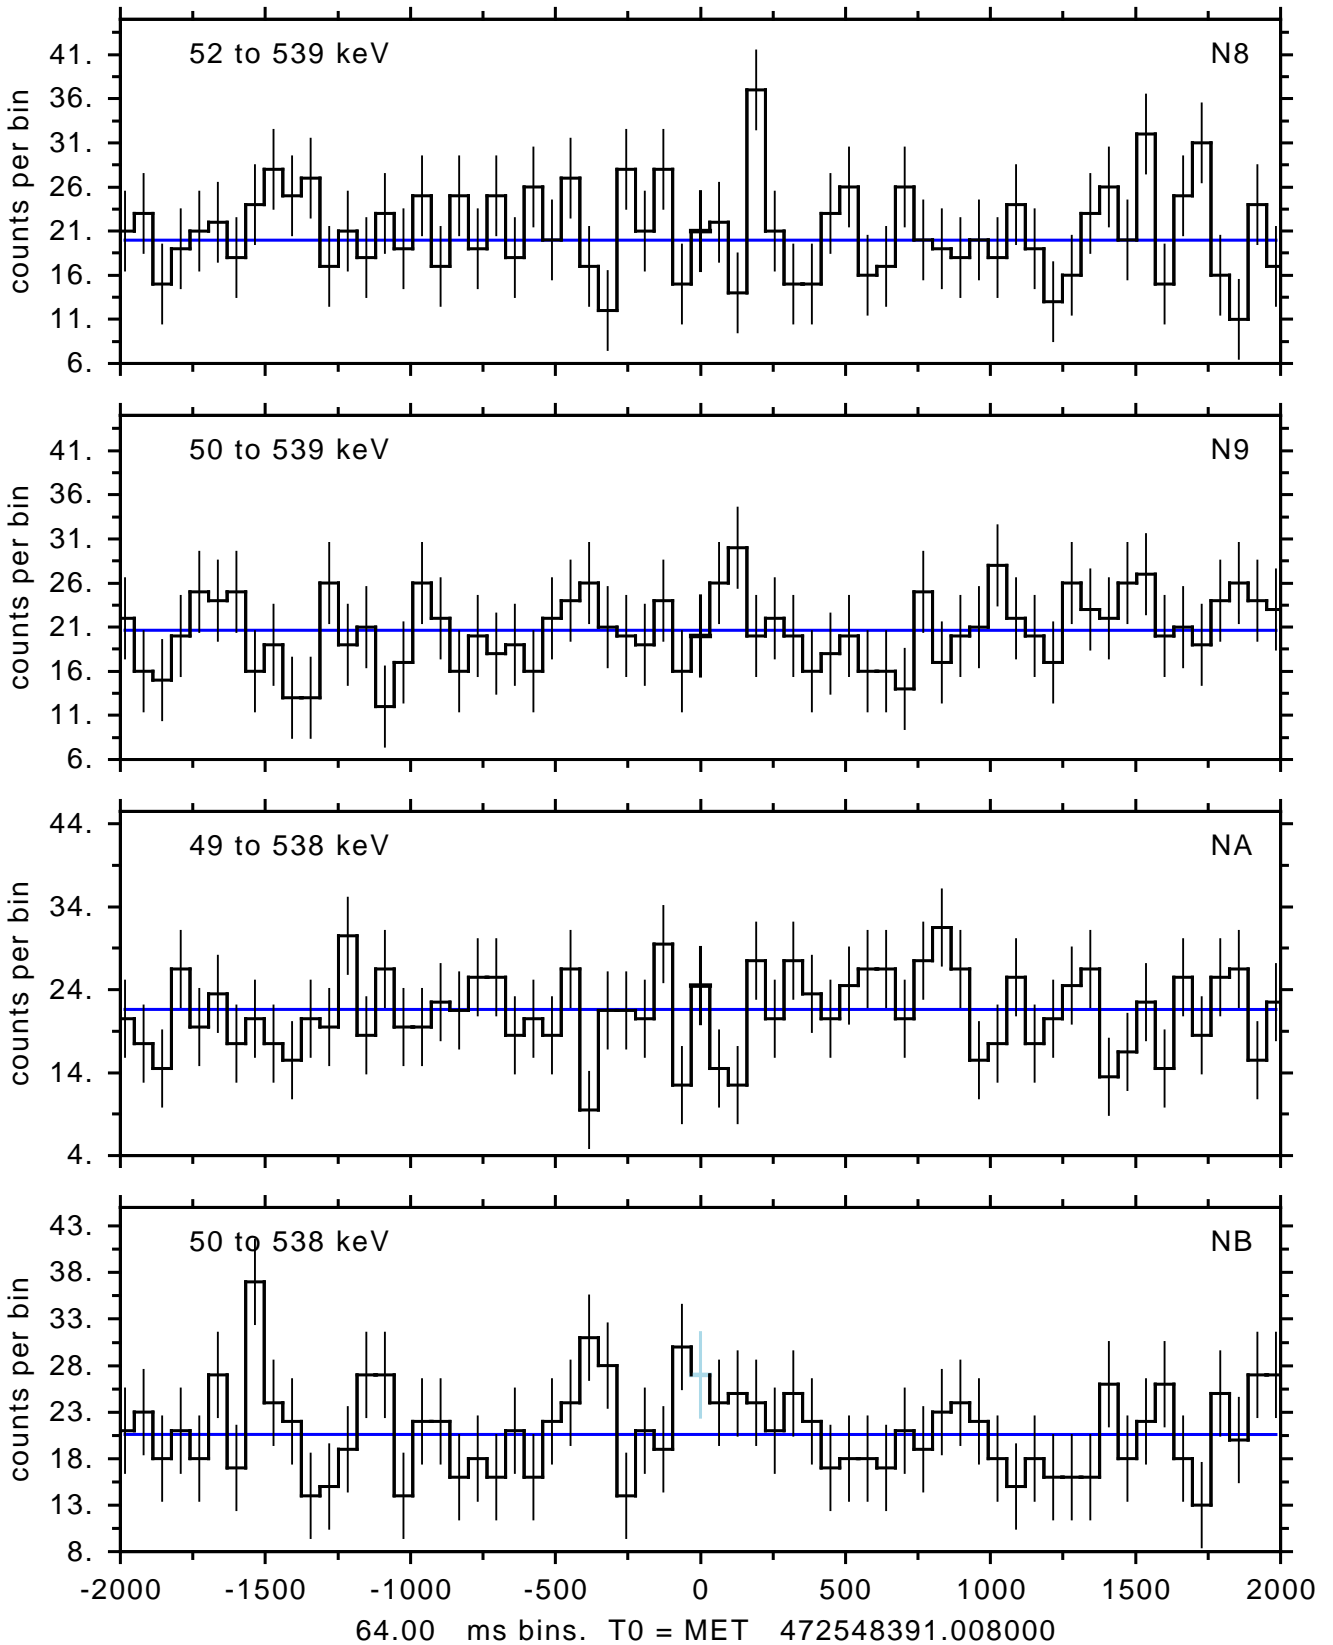 52 to 539 keV N8
counts per bin
41.
36.
31.
26.
21.
16.
11.
6.
50 to 539 keV N9
counts per bin
41.
36.
31.
26.
21.
16.
11.
6.
49 to 538 keV NA
counts per bin
44.
34.
24.
14.
4.
50 to 538 keV NB
counts per bin
43.
38.
33.
28.
23.
18.
13.
8.
-2000 -1500 -1000 -500 0 500 1000 1500 2000
64.00 ms bins. T0 = MET 472548391.008000